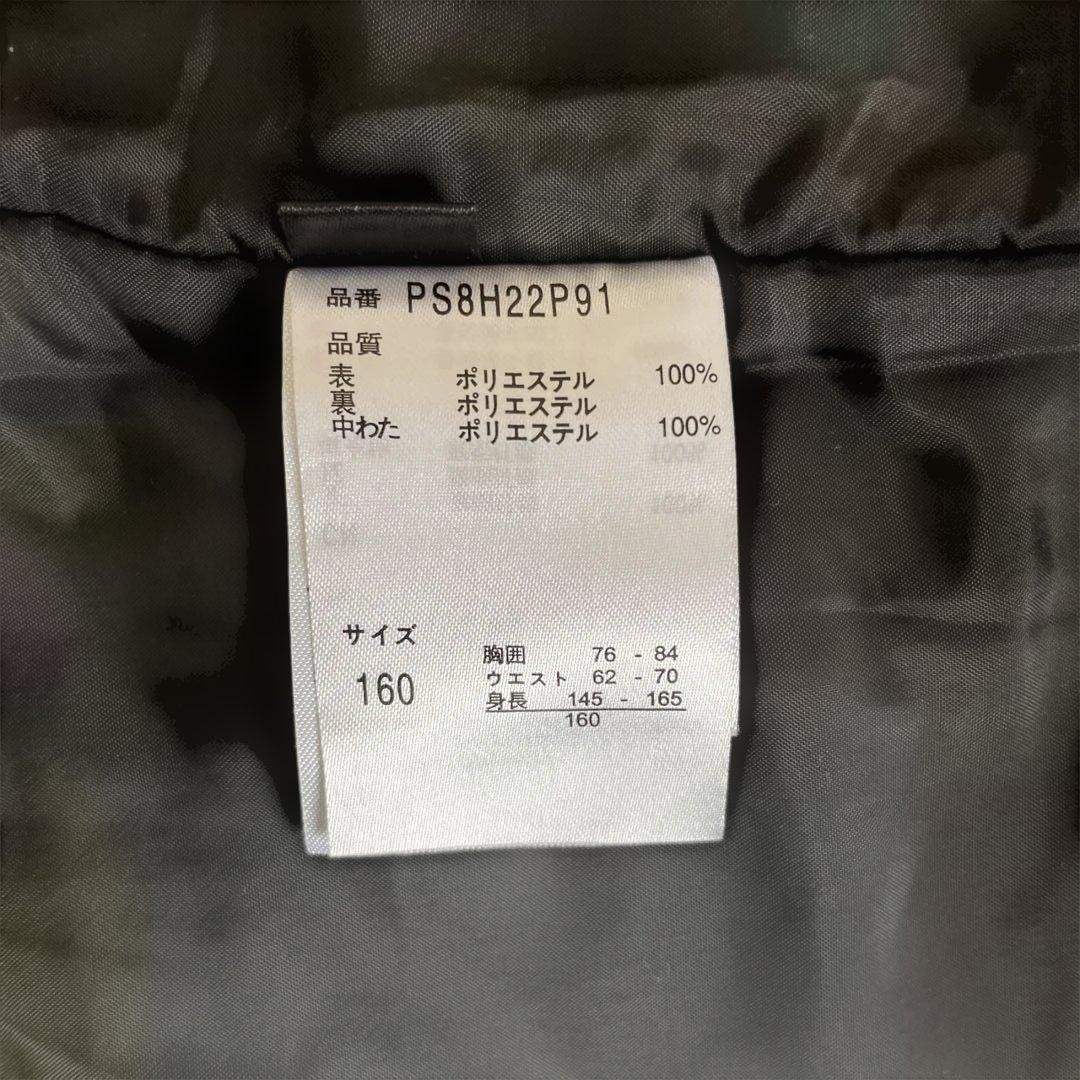 品番 PS8H22P91
品質
表 ポリエステル 100%
裏 ポリエステル
中わた ポリエステル 100%
サイズ
160
胸囲 76 - 84
ウエスト 62 - 70
身長 145 - 165
160